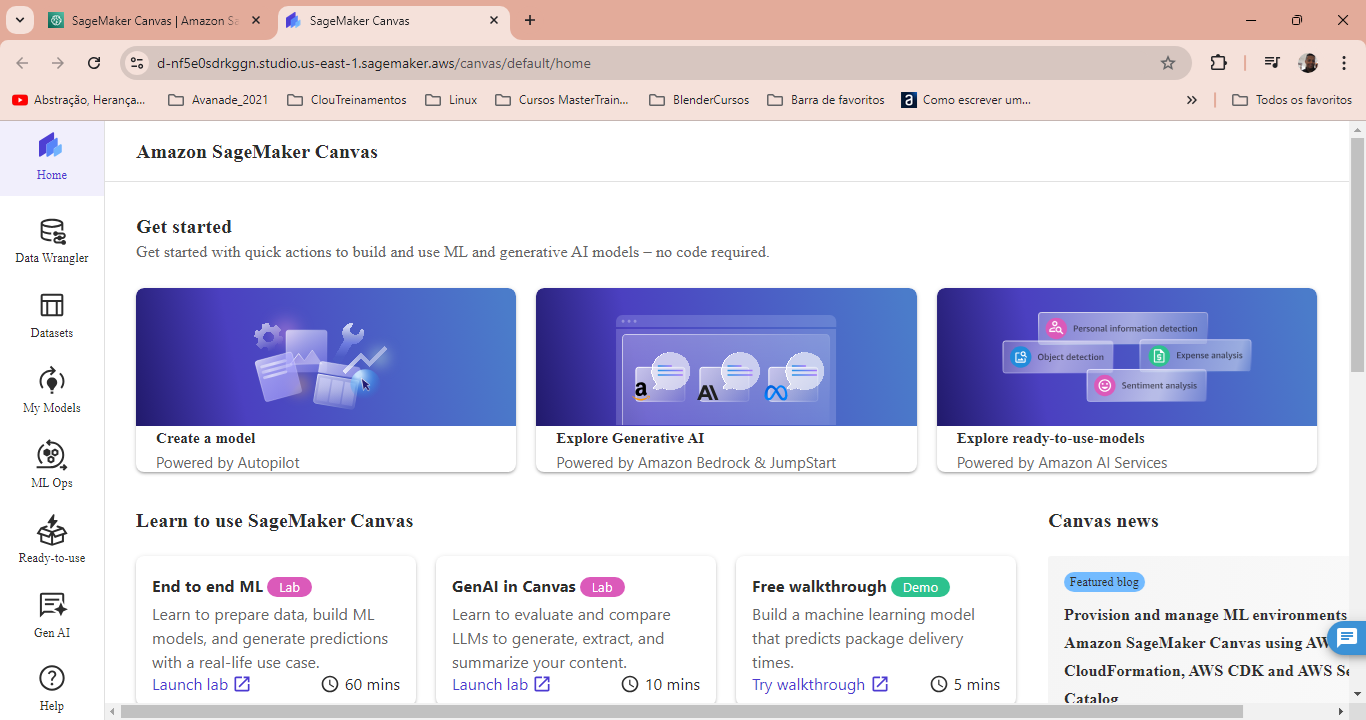 SageMaker Canvas | Amazon Sa
SageMaker Canvas
d-nf5e0sdrkggn.studio.us-east-1.sagemaker.aws/canvas/default/home
Abstração, Herança...
Avanade_2021
ClouTreinamentos
Linux
Cursos MasterTrain...
BlenderCursos
Barra de favoritos
Como escrever um...
Todos os favoritos
Home
Data Wrangler
Datasets
My Models
ML Ops
Ready-to-use
Gen AI
Help
Amazon SageMaker Canvas
Get started
Get started with quick actions to build and use ML and generative AI models – no code required.
Create a model
Powered by Autopilot
a
A\
Explore Generative AI
Powered by Amazon Bedrock & JumpStart
Personal information detection
Object detection
Expense analysis
Sentiment analysis
Explore ready-to-use-models
Powered by Amazon AI Services
Learn to use SageMaker Canvas
End to end ML Lab
Learn to prepare data, build ML
models, and generate predictions
with a real-life use case.
Launch lab 60 mins
GenAI in Canvas Lab
Learn to evaluate and compare
LLMs to generate, extract, and
summarize your content.
Launch lab 10 mins
Free walkthrough Demo
Build a machine learning model
that predicts package delivery
times.
Try walkthrough 5 mins
Canvas news
Featured blog
Provision and manage ML environments
Amazon SageMaker Canvas using AW
CloudFormation, AWS CDK and AWS Se
Catalog